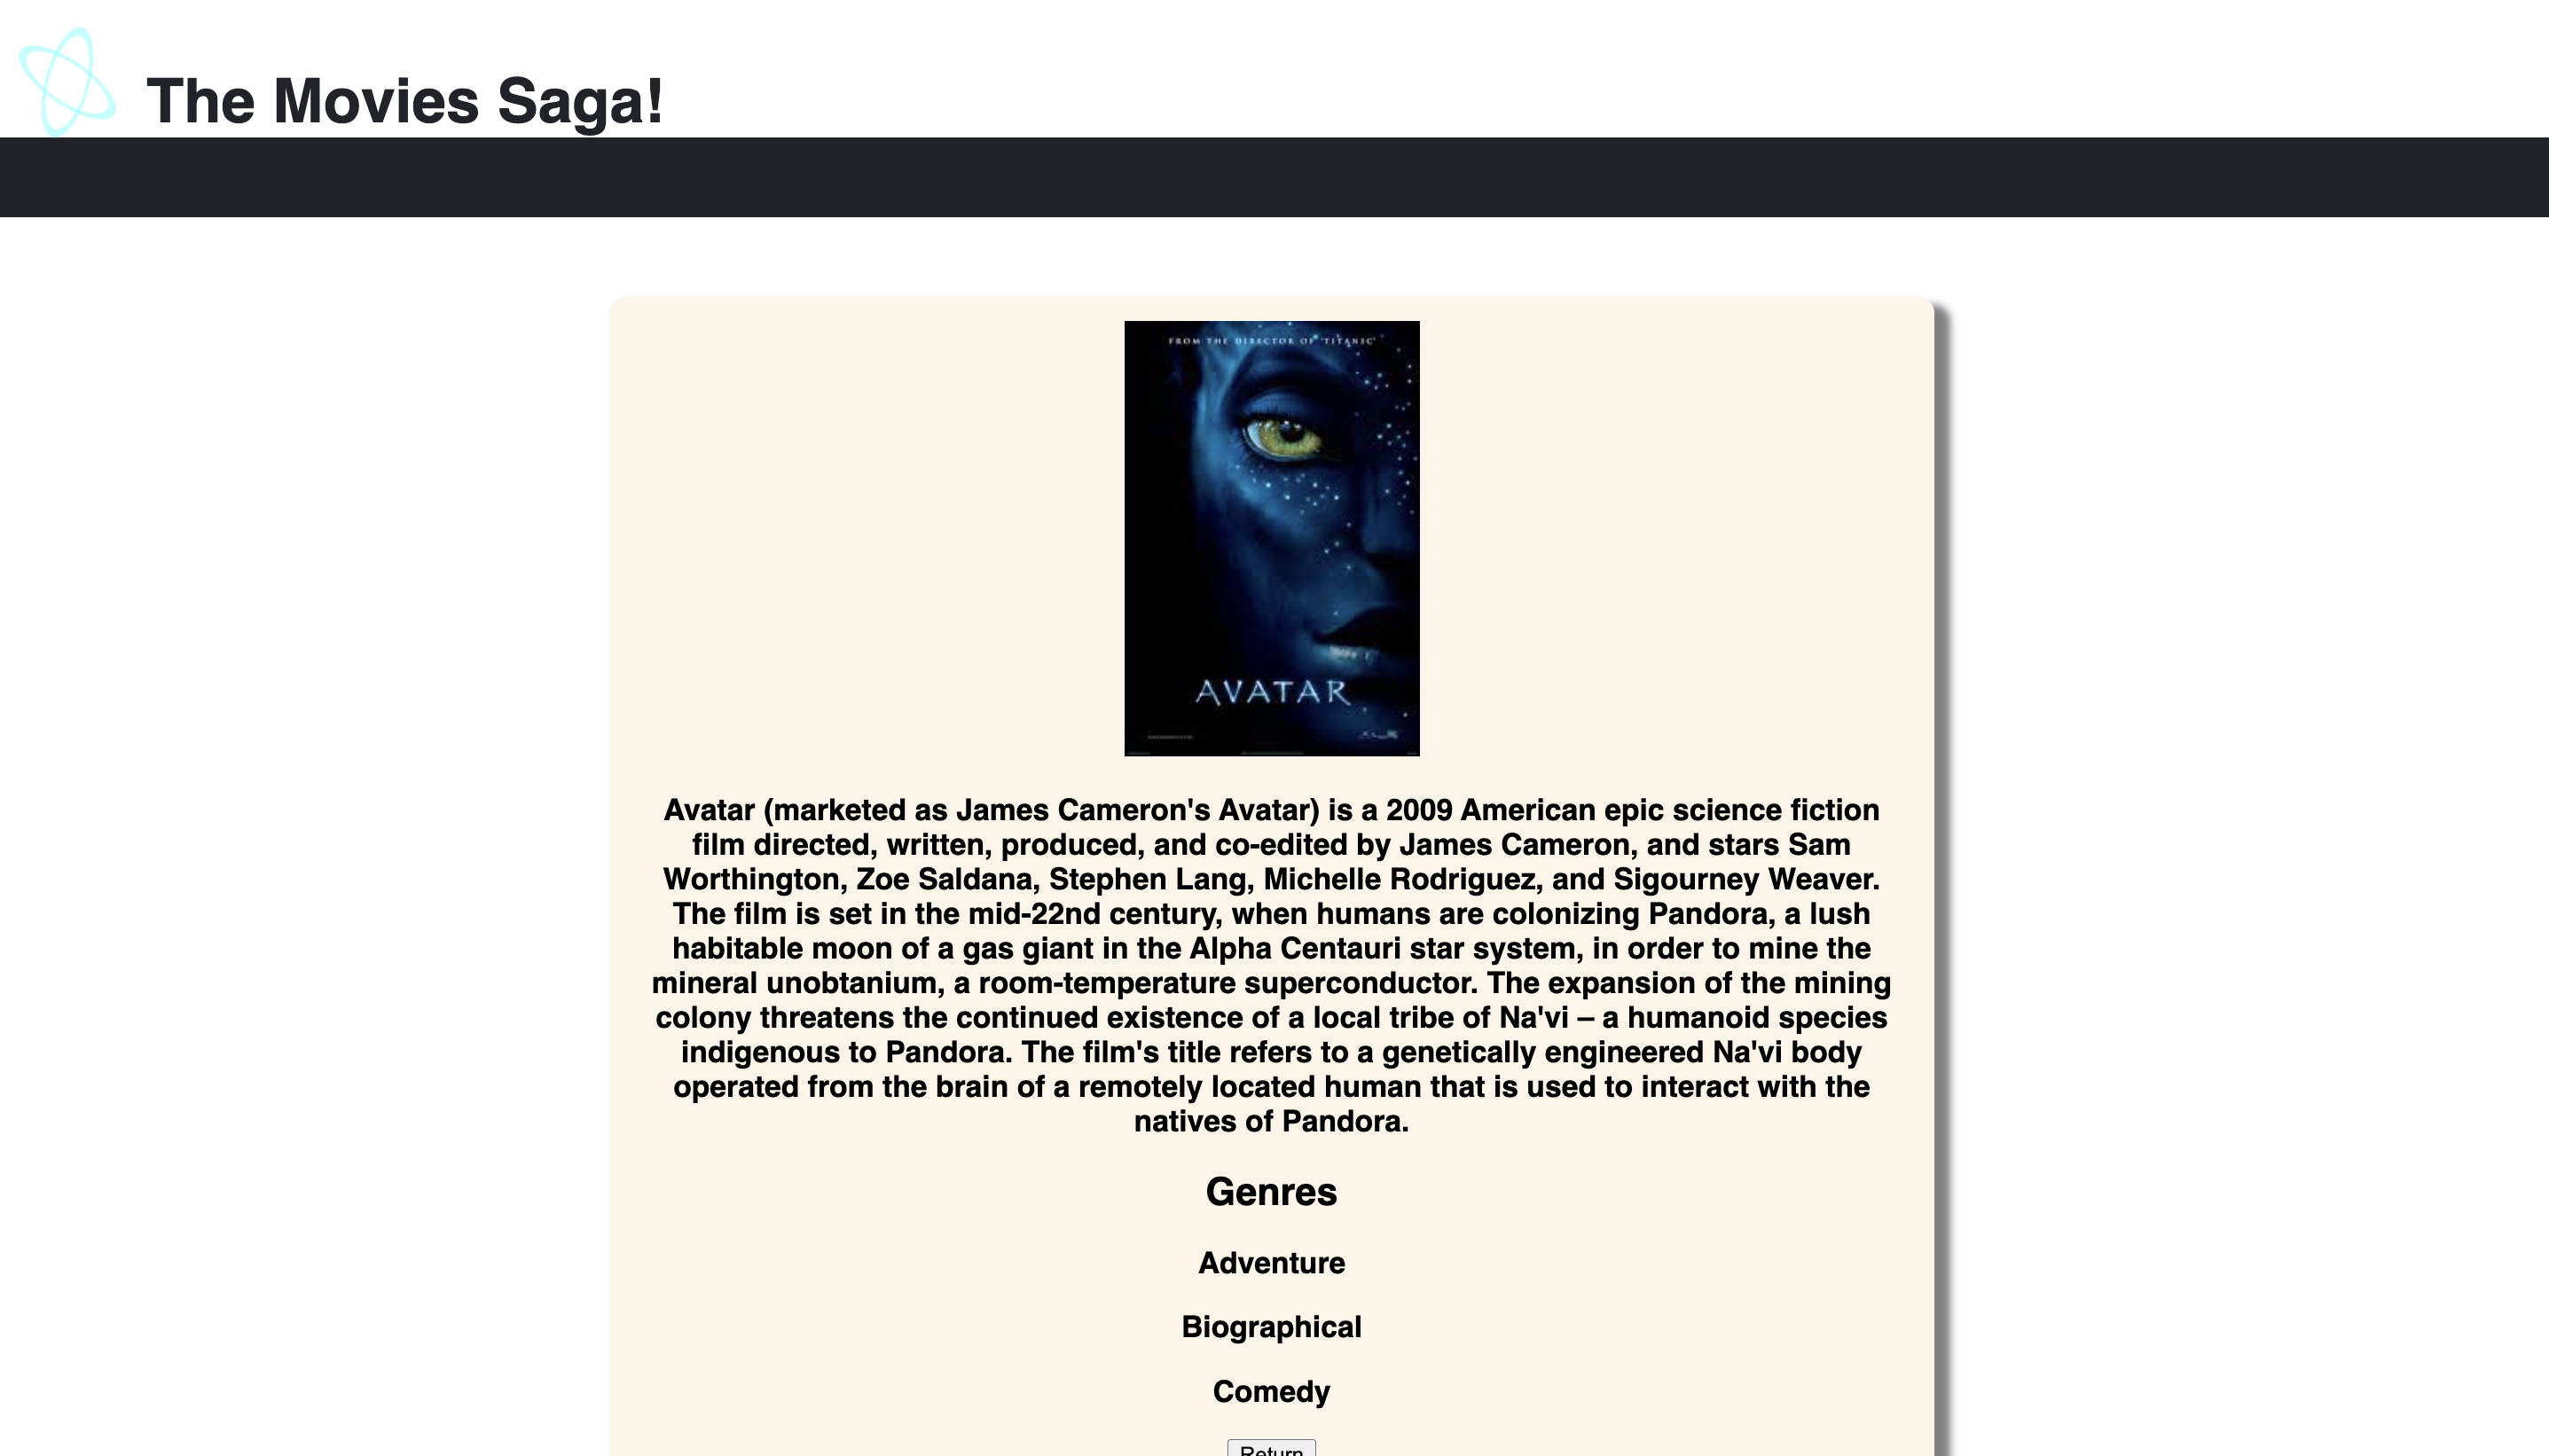 The Movies Saga!
FROM THE DIRECTOR OF 'TITANIC'
AVATAR
Avatar (marketed as James Cameron's Avatar) is a 2009 American epic science fiction
film directed, written, produced, and co-edited by James Cameron, and stars Sam
Worthington, Zoe Saldana, Stephen Lang, Michelle Rodriguez, and Sigourney Weaver.
The film is set in the mid-22nd century, when humans are colonizing Pandora, a lush
habitable moon of a gas giant in the Alpha Centauri star system, in order to mine the
mineral unobtanium, a room-temperature superconductor. The expansion of the mining
colony threatens the continued existence of a local tribe of Na'vi – a humanoid species
indigenous to Pandora. The film's title refers to a genetically engineered Na'vi body
operated from the brain of a remotely located human that is used to interact with the
natives of Pandora.
Genres
Adventure
Biographical
Comedy
Return